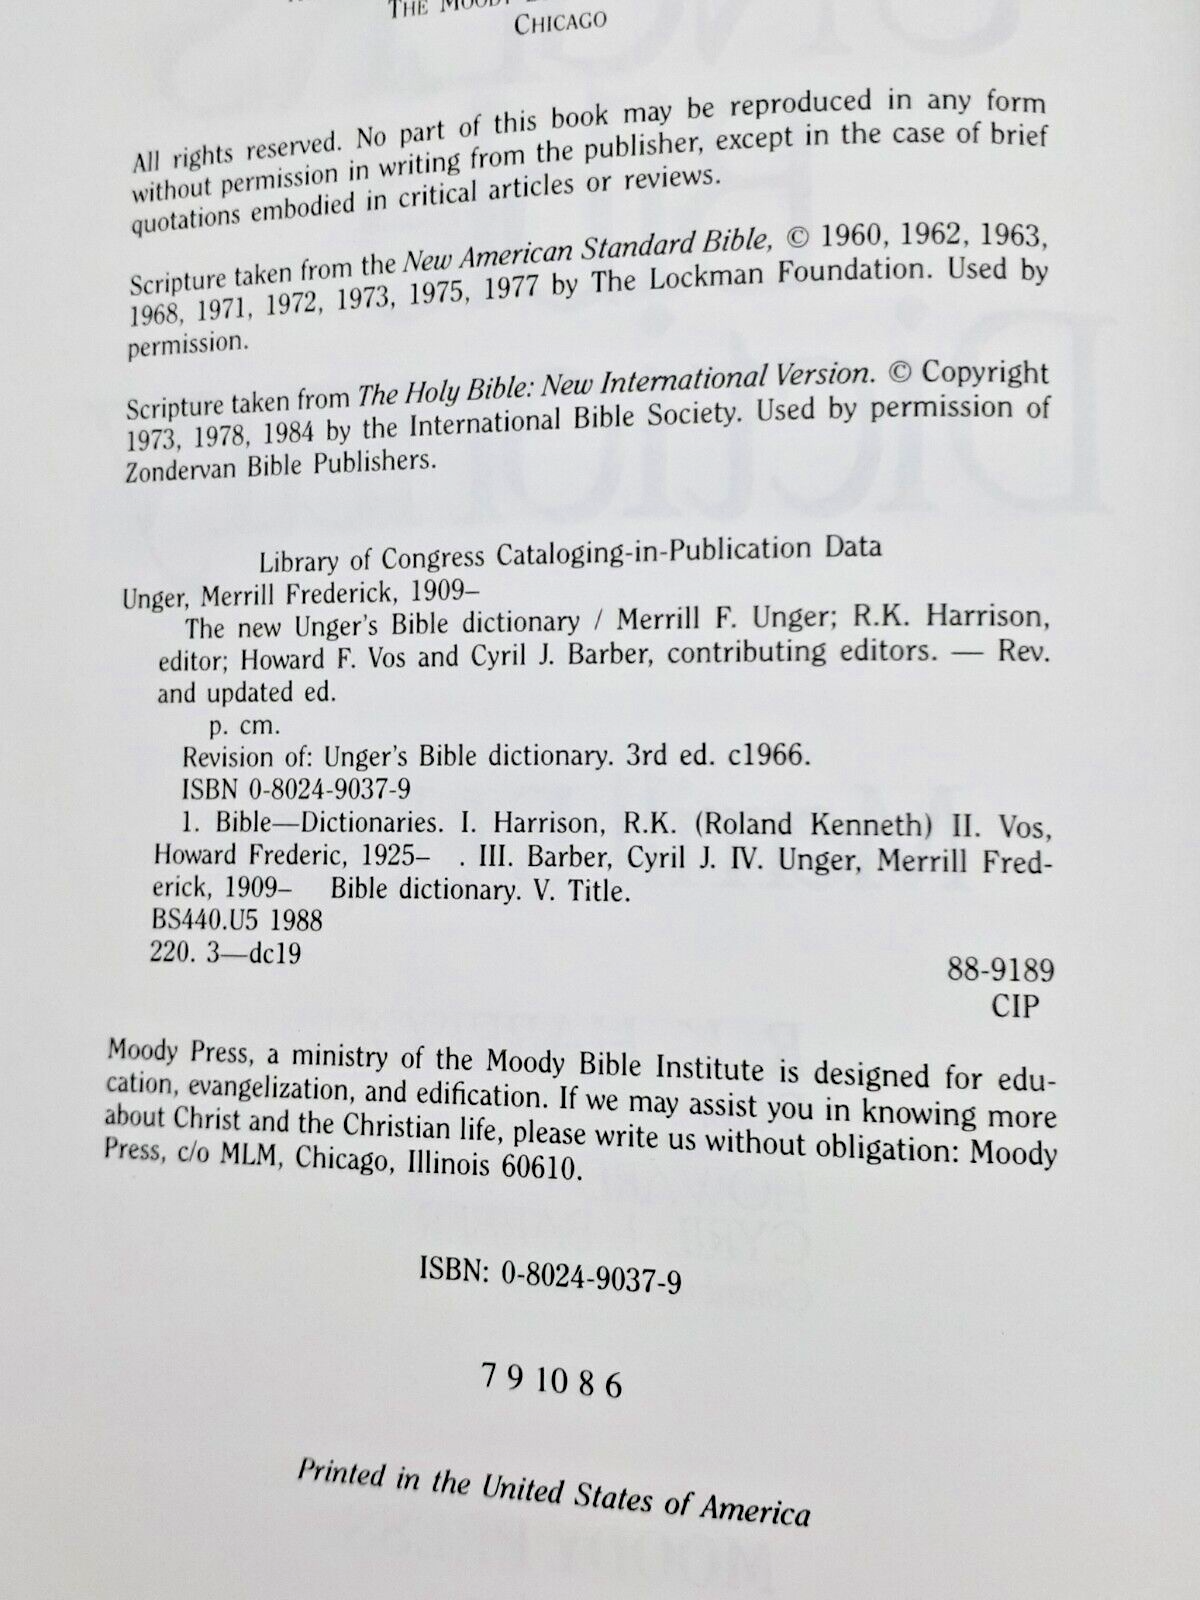 THE MOODY
CHICAGO
All rights reserved. No part of this book may be reproduced in any form
without permission in writing from the publisher, except in the case of brief
quotations embodied in critical articles or reviews.
Scripture taken from the New American Standard Bible, © 1960, 1962, 1963,
1968, 1971, 1972, 1973, 1975, 1977 by The Lockman Foundation. Used by
permission.
Scripture taken from The Holy Bible: New International Version. © Copyright
1973, 1978, 1984 by the International Bible Society. Used by permission of
Zondervan Bible Publishers.
Library of Congress Cataloging-in-Publication Data
Unger, Merrill Frederick, 1909–
The new Unger's Bible dictionary / Merrill F. Unger; R.K. Harrison,
editor; Howard F. Vos and Cyril J. Barber, contributing editors. — Rev.
and updated ed.
p. cm.
Revision of: Unger's Bible dictionary. 3rd ed. c1966.
ISBN 0-8024-9037-9
1. Bible—Dictionaries. I. Harrison, R.K. (Roland Kenneth) II. Vos,
Howard Frederic, 1925– . III. Barber, Cyril J. IV. Unger, Merrill Fred-
erick, 1909– Bible dictionary. V. Title.
BS440.U5 1988
220. 3—dc19
88-9189
CIP
Moody Press, a ministry of the Moody Bible Institute is designed for edu-
cation, evangelization, and edification. If we may assist you in knowing more
about Christ and the Christian life, please write us without obligation: Moody
Press, c/o MLM, Chicago, Illinois 60610.
ISBN: 0-8024-9037-9
7 9 10 8 6
Printed in the United States of America